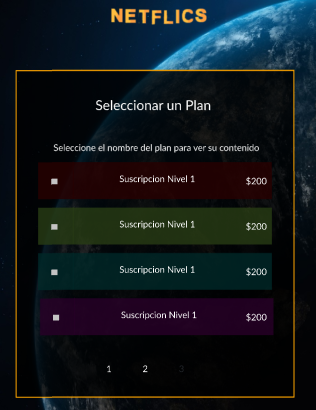 NETFLICS
Seleccionar un Plan
Seleccione el nombre del plan para ver su contenido
Suscripcion Nivel 1 $200
Suscripcion Nivel 1 $200
Suscripcion Nivel 1 $200
Suscripcion Nivel 1 $200
1 2 3